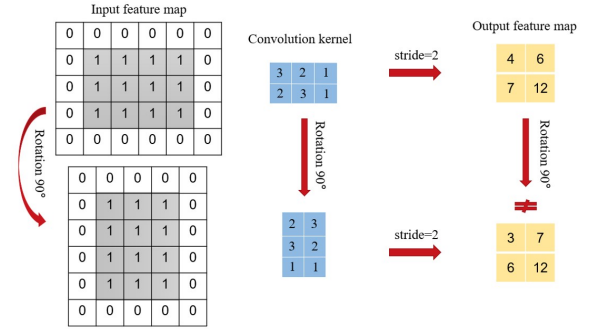 Input feature map
0 0 0 0 0 0
0 1 1 1 1 0
0 1 1 1 1 0
0 1 1 1 1 0
0 0 0 0 0 0
Rotation 90°
0 0 0 0 0
0 1 1 1 0
0 1 1 1 0
0 1 1 1 0
0 1 1 1 0
0 0 0 0 0
Convolution kernel
3 2 1
2 3 1
Rotation 90°
2 3
3 2
1 1
stride=2
stride=2
Output feature map
4 6
7 12
Rotation 90°
≠
3 7
6 12